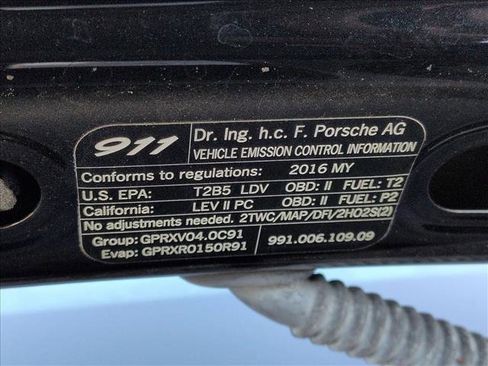 911 Dr. Ing. h.c. F. Porsche AG
VEHICLE EMISSION CONTROL INFORMATION
Conforms to regulations: 2016 MY
U.S. EPA: T2B5 LDV OBD: II FUEL: T2
California: LEV II PC OBD: II FUEL: P2
No adjustments needed. 2TWC/MAP/DFI/2HO2S(2)
Group: GPRXV04.0C91
Evap: GPRXR0150R91
991.006.109.09